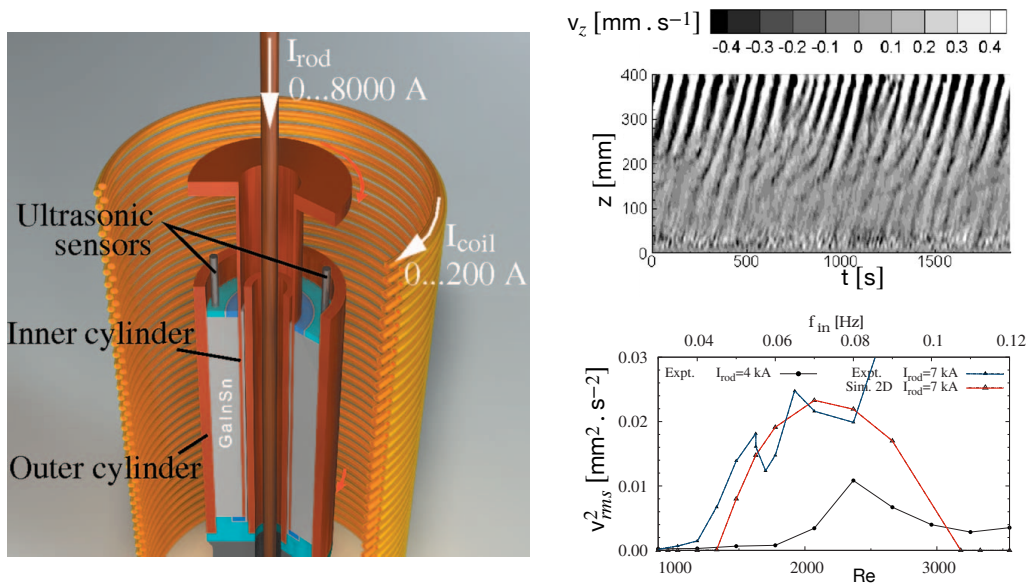 I_rod
0...8000 A
Ultrasonic
sensors
I_coil
0...200 A
Inner cylinder
GaInSn
Outer cylinder
v_z [mm . s⁻¹]
-0.4 -0.3 -0.2 -0.1 0 0.1 0.2 0.3 0.4
400
300
200
100
0
z [mm]
0 500 1000 1500
t [s]
f_in [Hz]
0.04 0.06 0.08 0.1 0.12
0.03
0.02
0.01
0.00
v²_rms [mm² · s⁻²]
Expt. I_rod=4 kA Expt. I_rod=7 kA
Sim. 2D I_rod=7 kA
1000 2000 3000
Re